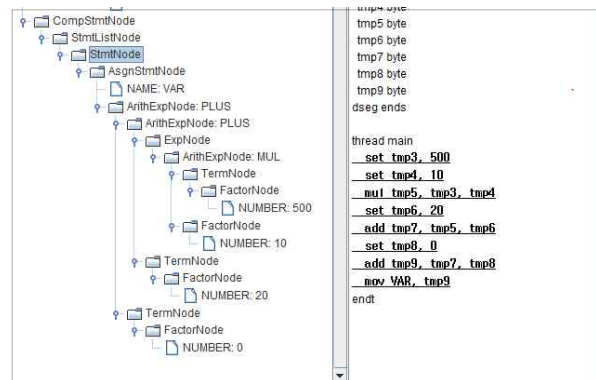 CompStmtNode
StmtListNode
StmtNode
AsgnStmtNode
NAME: VAR
ArithExpNode: PLUS
ArithExpNode: PLUS
ExpNode
ArithExpNode: MUL
TermNode
FactorNode
NUMBER: 500
FactorNode
NUMBER: 10
TermNode
FactorNode
NUMBER: 20
TermNode
FactorNode
NUMBER: 0
tmp4 byte
tmp5 byte
tmp6 byte
tmp7 byte
tmp8 byte
tmp9 byte
dseg ends
thread main
set tmp3, 500
set tmp4, 10
mul tmp5, tmp3, tmp4
set tmp6, 20
add tmp7, tmp5, tmp6
set tmp8, 0
add tmp9, tmp7, tmp8
mov VAR, tmp9
endt